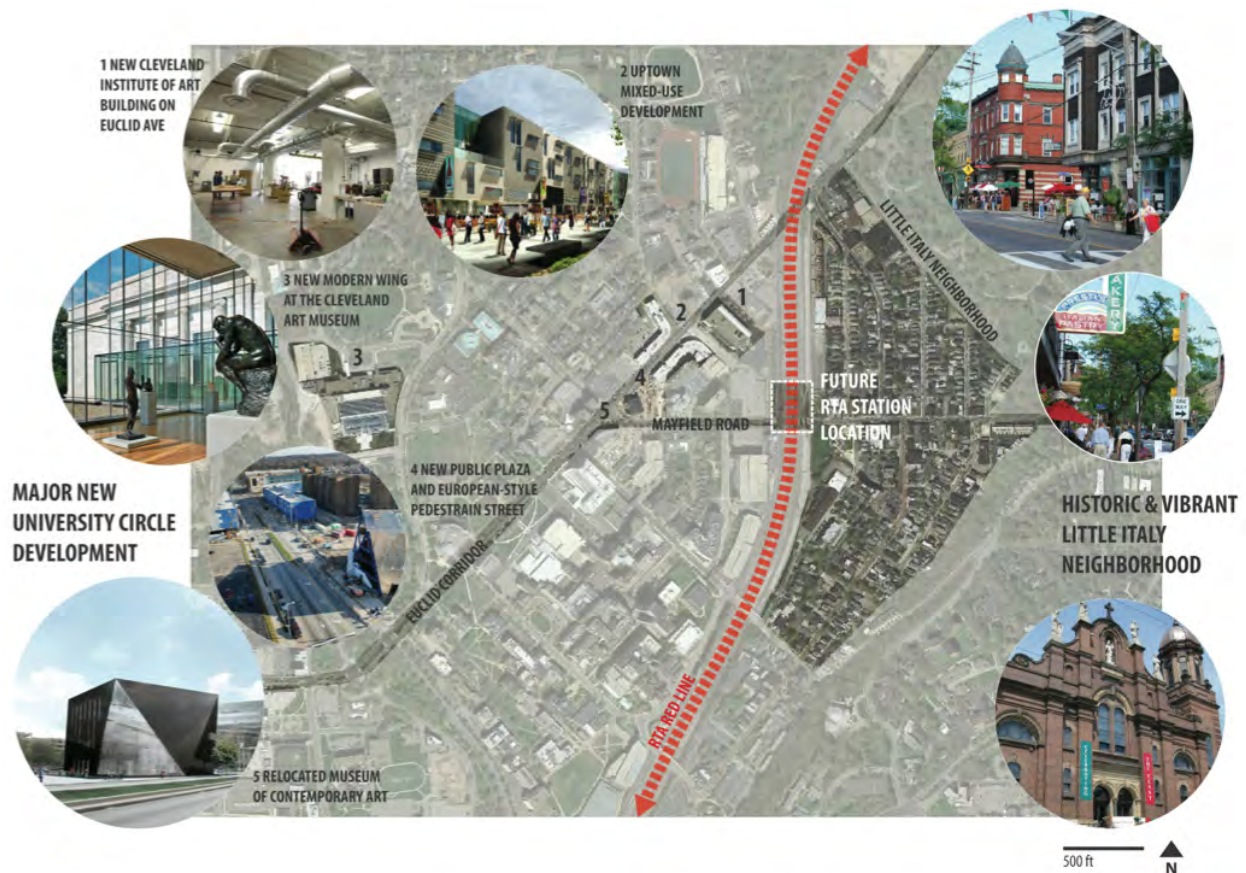 1 NEW CLEVELAND
INSTITUTE OF ART
BUILDING ON
EUCLID AVE
2 UPTOWN
MIXED-USE
DEVELOPMENT
3 NEW MODERN WING
AT THE CLEVELAND
ART MUSEUM
LITTLE ITALY NEIGHBORHOOD
1
2
3
4
5
MAYFIELD ROAD
FUTURE
RTA STATION
LOCATION
AKERY
ITALIAN
PASTRY
ONE
WAY
4 NEW PUBLIC PLAZA
AND EUROPEAN-STYLE
PEDESTRAIN STREET
MAJOR NEW
UNIVERSITY CIRCLE
DEVELOPMENT
HISTORIC & VIBRANT
LITTLE ITALY
NEIGHBORHOOD
EUCLID CORRIDOR
RTA RED LINE
5 RELOCATED MUSEUM
OF CONTEMPORARY ART
500 ft
N